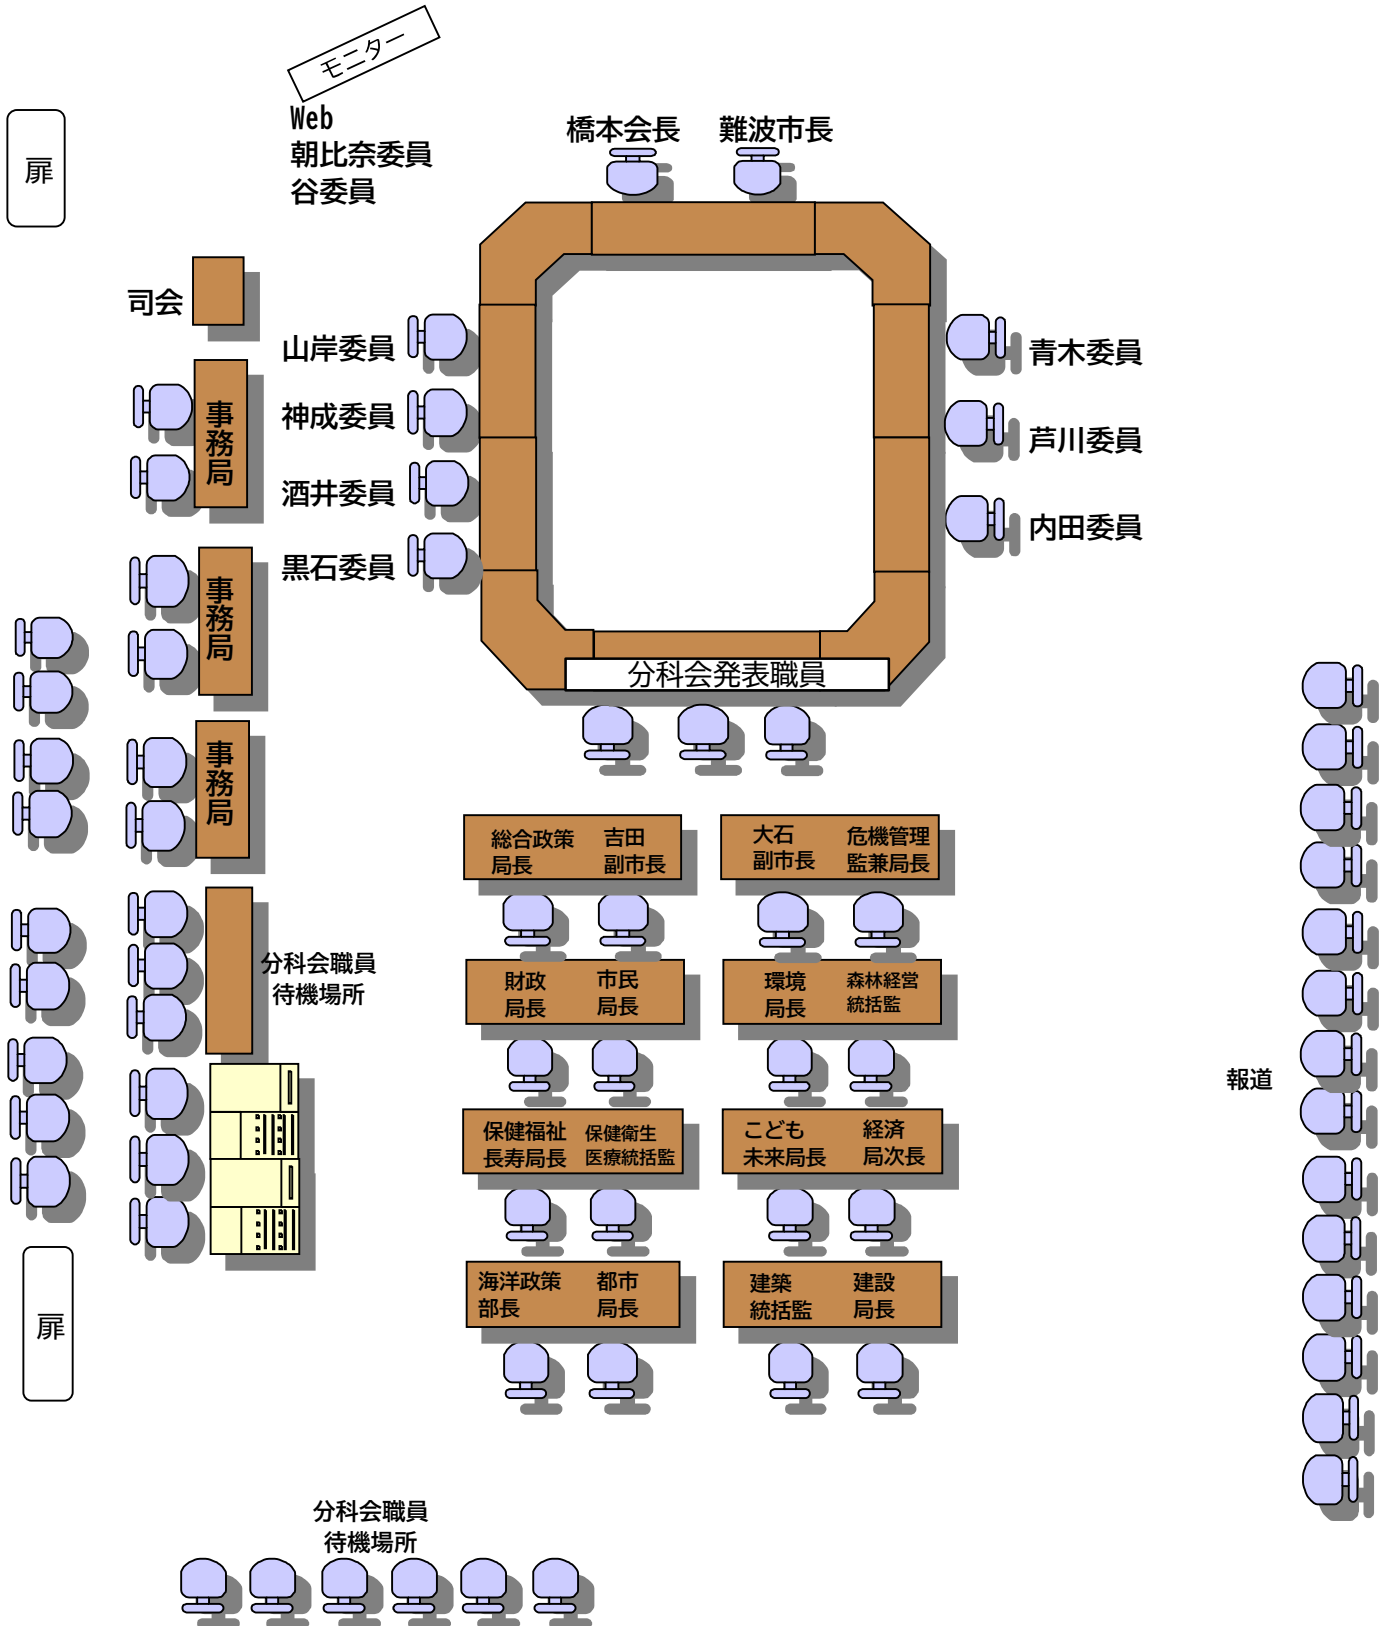 モニター
Web
朝比奈委員
谷委員
扉
橋本会長
難波市長
司会
山岸委員
神成委員
酒井委員
黒石委員
青木委員
芦川委員
内田委員
事務局
事務局
事務局
分科会発表職員
総合政策
局長
吉田
副市長
大石
副市長
危機管理
監兼局長
分科会職員
待機場所
財政
局長
市民
局長
環境
局長
森林経営
統括監
報道
保健福祉
長寿局長
保健衛生
医療統括監
こども
未来局長
経済
局次長
海洋政策
部長
都市
局長
建築
統括監
建設
局長
扉
分科会職員
待機場所